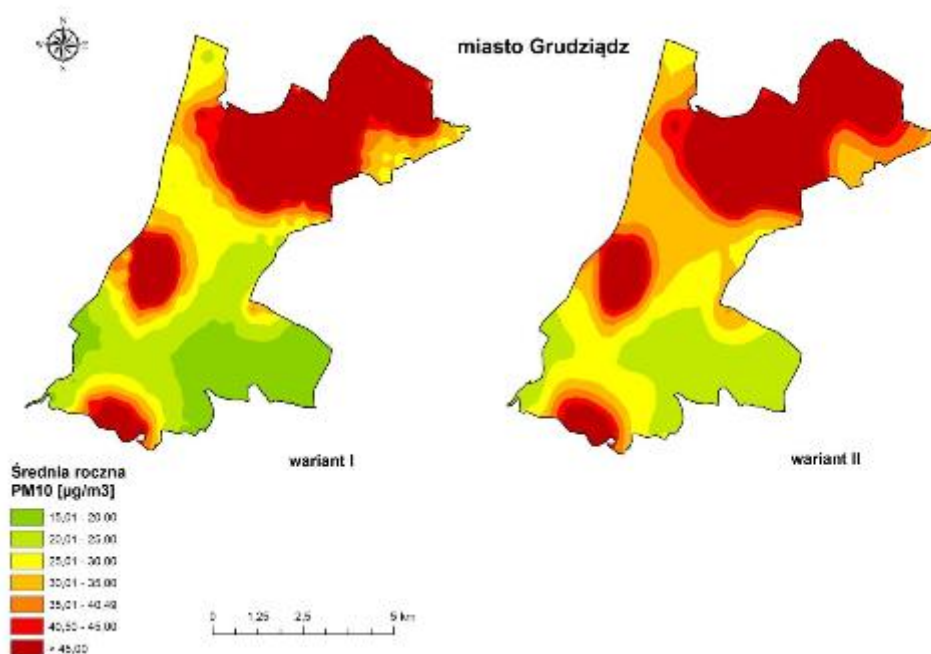 N
miasto Grudziądz
wariant I
wariant II
Średnia roczna
PM10 [µg/m3]
15,01 - 20,00
20,01 - 25,00
25,01 - 30,00
30,01 - 35,00
35,01 - 40,49
40,50 - 45,00
> 45,00
0 1,25 2,5 5 km